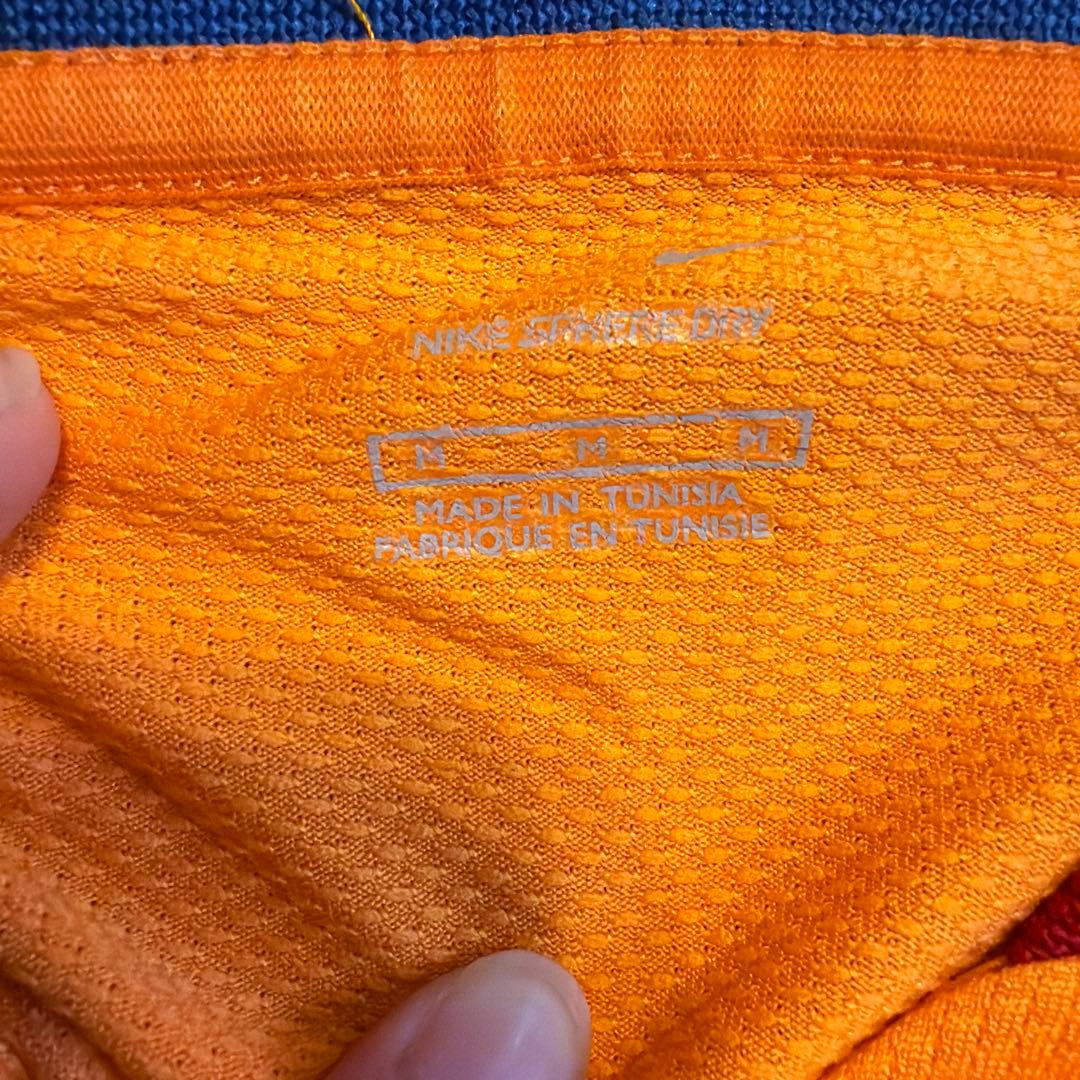 NIKE SPHERE DRY
M M M
MADE IN TUNISIA
FABRIQUE EN TUNISIE